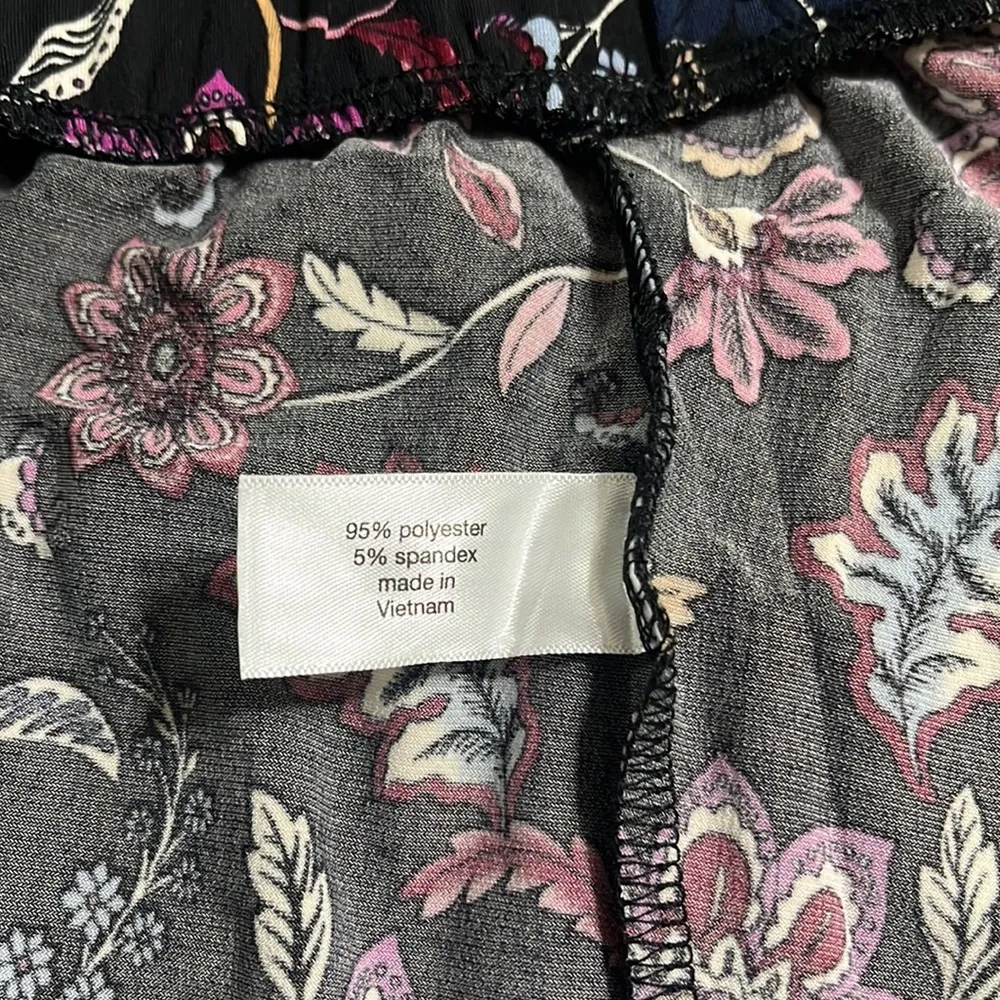 95% polyester
5% spandex
made in
Vietnam